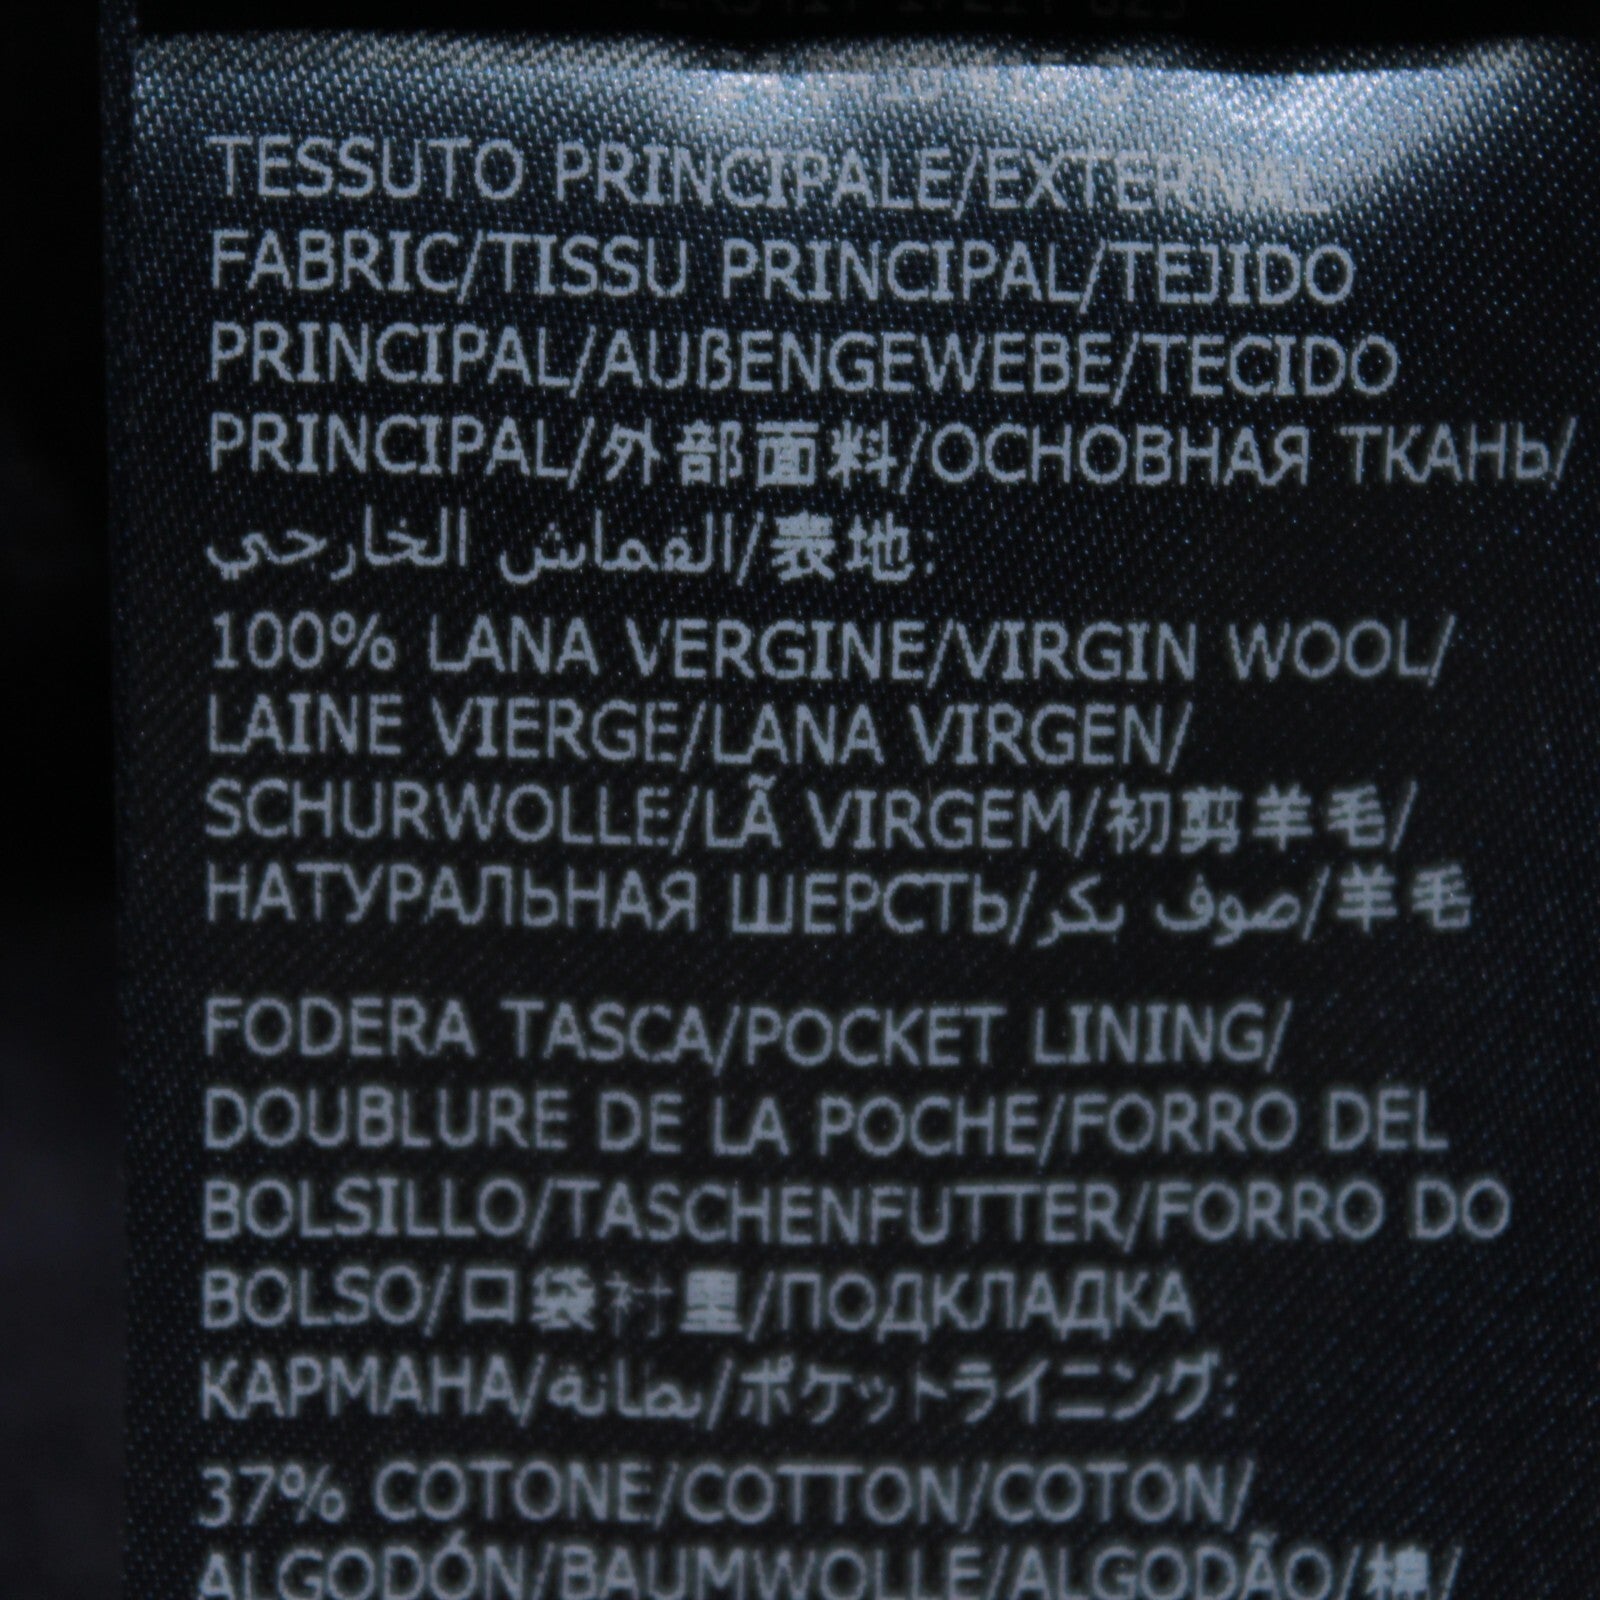 TESSUTO PRINCIPALE/EXTERNAL
FABRIC/TISSU PRINCIPAL/TEJIDO
PRINCIPAL/AUßENGEWEBE/TECIDO
PRINCIPAL/外部面料/ОСНОВНАЯ ТКАНЬ/
القماش الخارجي/表地:
100% LANA VERGINE/VIRGIN WOOL/
LAINE VIERGE/LANA VIRGEN/
SCHURWOLLE/LÃ VIRGEM/初剪羊毛/
НАТУРАЛЬНАЯ ШЕРСТЬ/صوف بكر/羊毛
FODERA TASCA/POCKET LINING/
DOUBLURE DE LA POCHE/FORRO DEL
BOLSILLO/TASCHENFUTTER/FORRO DO
BOLSO/口袋衬里/ПОДКЛАДКА
КАРМАНА/بطانة/ポケットライニング:
37% COTONE/COTTON/COTON/
ALGODÓN/BAUMWOLLE/ALGODÃO/棉/